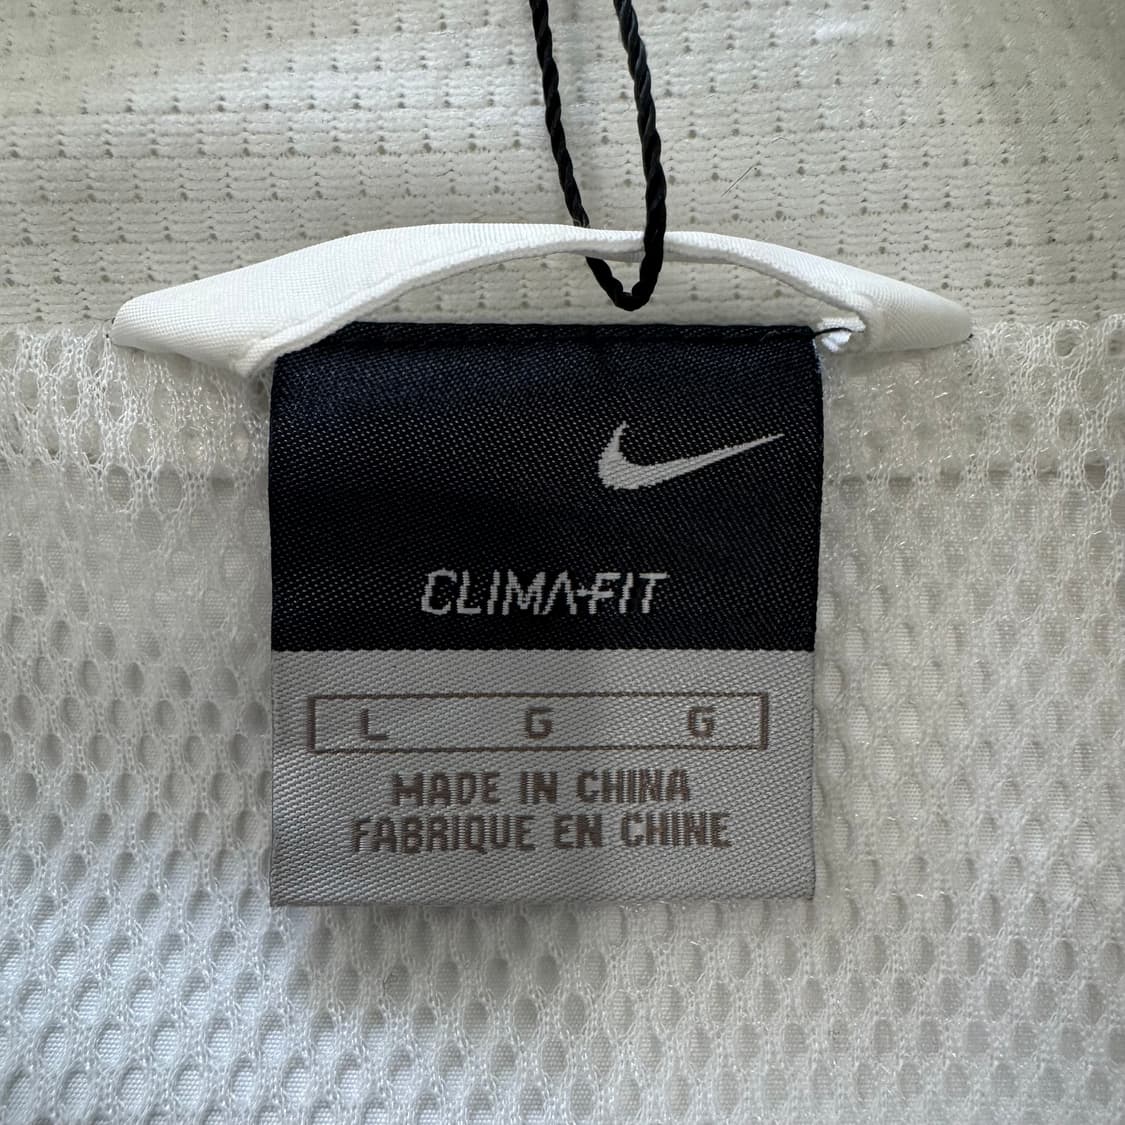 CLIMA-FIT
L G G
MADE IN CHINA
FABRIQUE EN CHINE